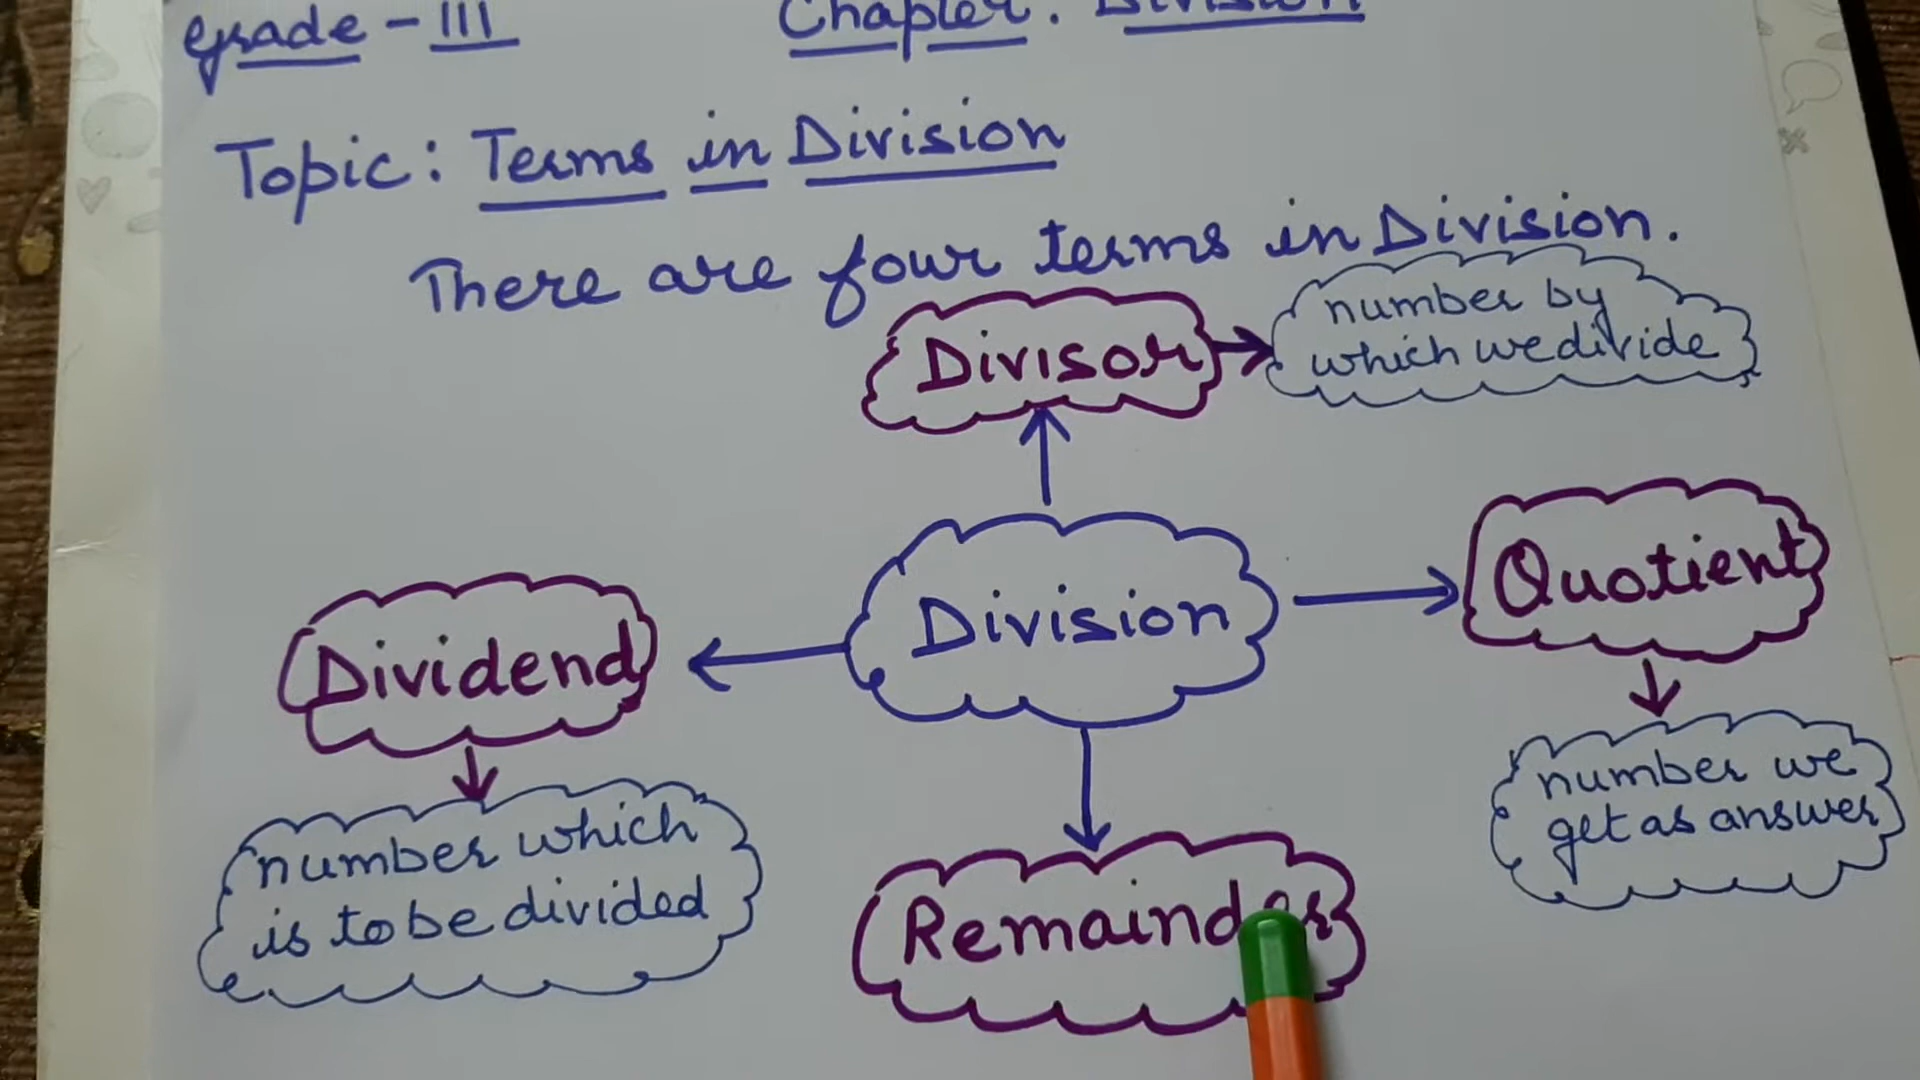 Grade - III Chapter: Division
Topic: Terms in Division
There are four terms in Division.
Divisor
number by
which we divide
Division
Quotient
number we
get as answer
Dividend
number which
is to be divided
Remainder